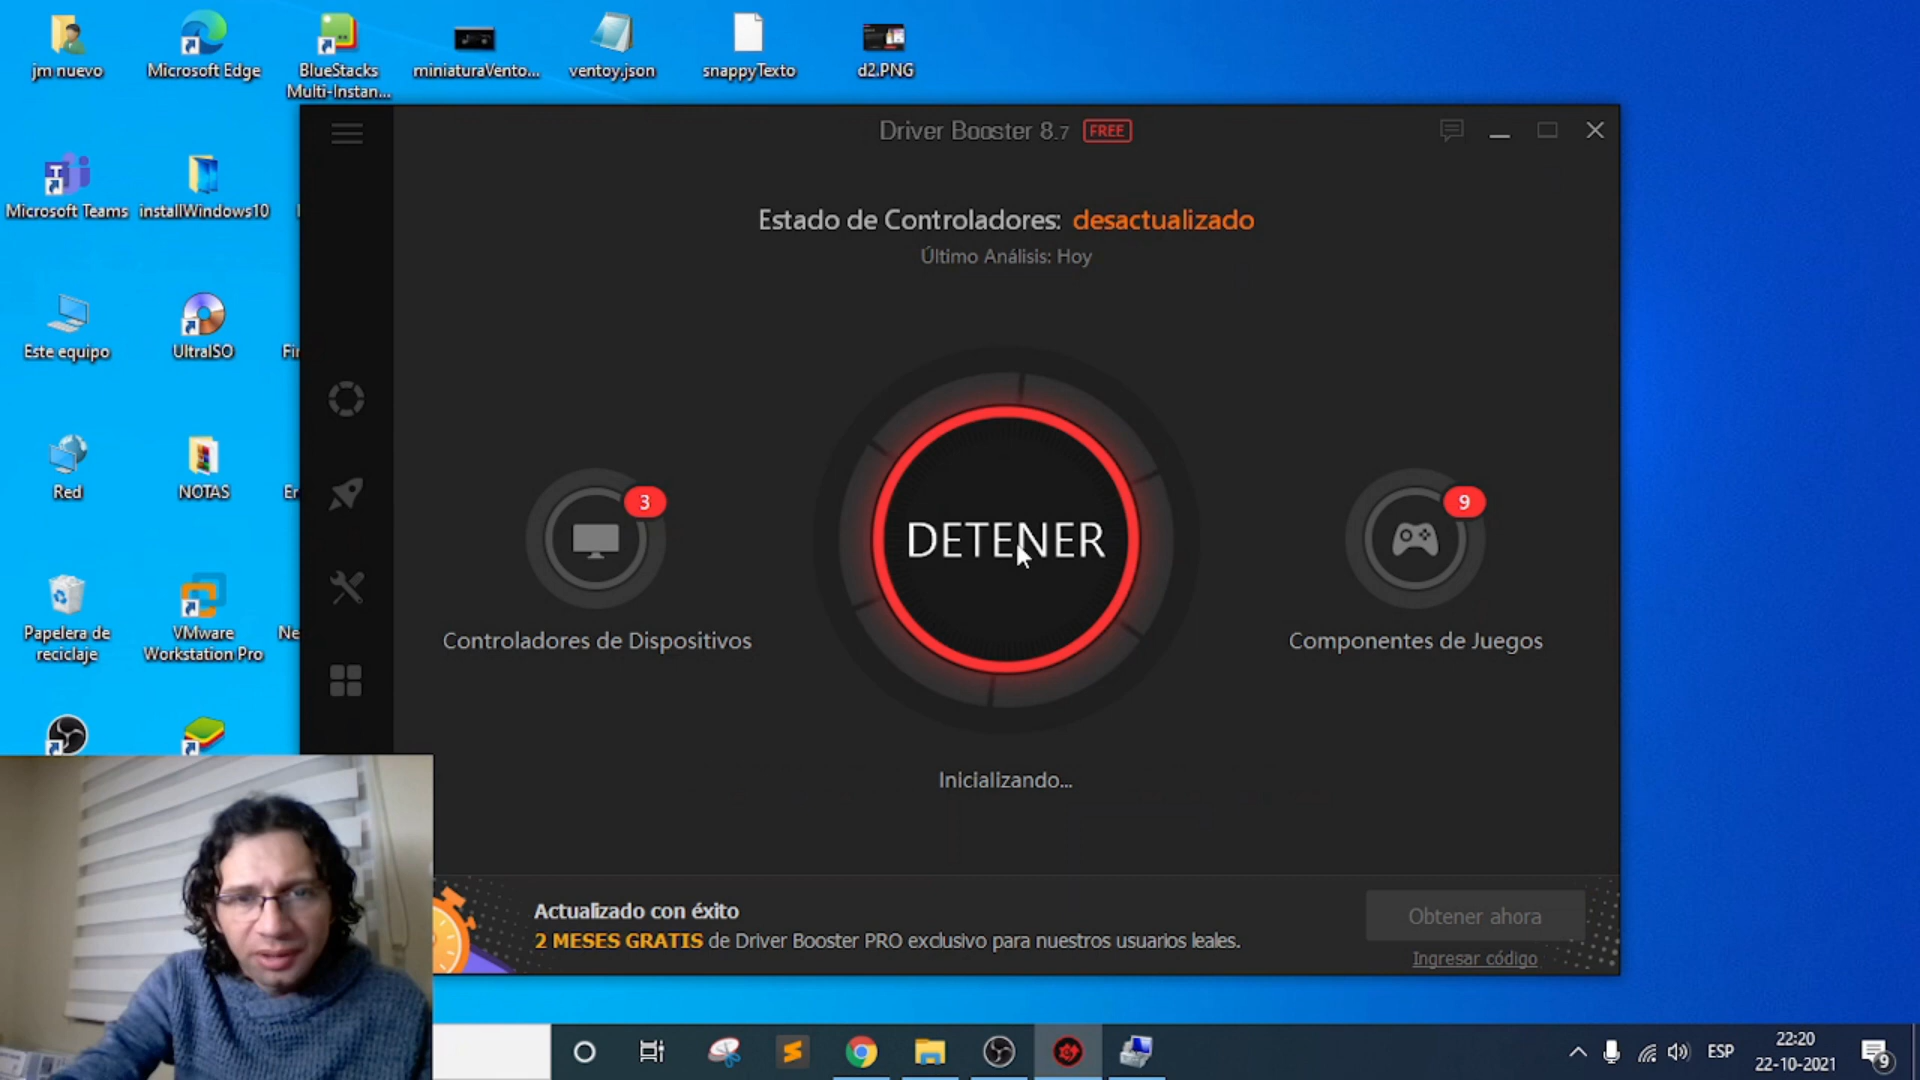 jm nuevo
Microsoft Edge
BlueStacks
Multi-Instan...
miniaturaVento...
ventoy.json
snappyTexto
d2.PNG
Microsoft Teams
installWindows10
Este equipo
UltraISO
Red
NOTAS
Papelera de
reciclaje
VMware
Workstation Pro
Driver Booster 8.7 FREE
Estado de Controladores: desactualizado
Último Análisis: Hoy
3
DETENER
9
Controladores de Dispositivos
Componentes de Juegos
Inicializando...
Actualizado con éxito
2 MESES GRATIS de Driver Booster PRO exclusivo para nuestros usuarios leales.
Obtener ahora
Ingresar código
ESP
22:20
22-10-2021
9